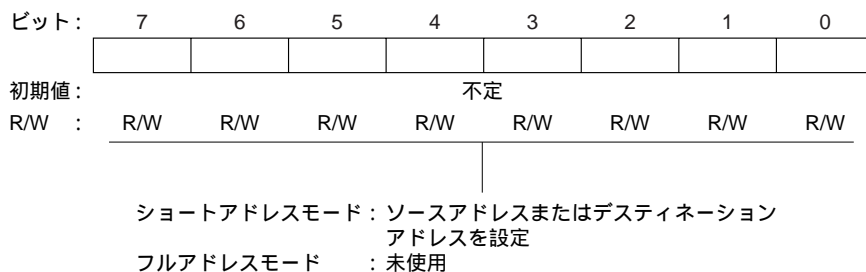 ビット： 7 6 5 4 3 2 1 0
初期値： 不定
R/W ： R/W R/W R/W R/W R/W R/W R/W R/W
ショートアドレスモード：ソースアドレスまたはデスティネーション
アドレスを設定
フルアドレスモード ：未使用